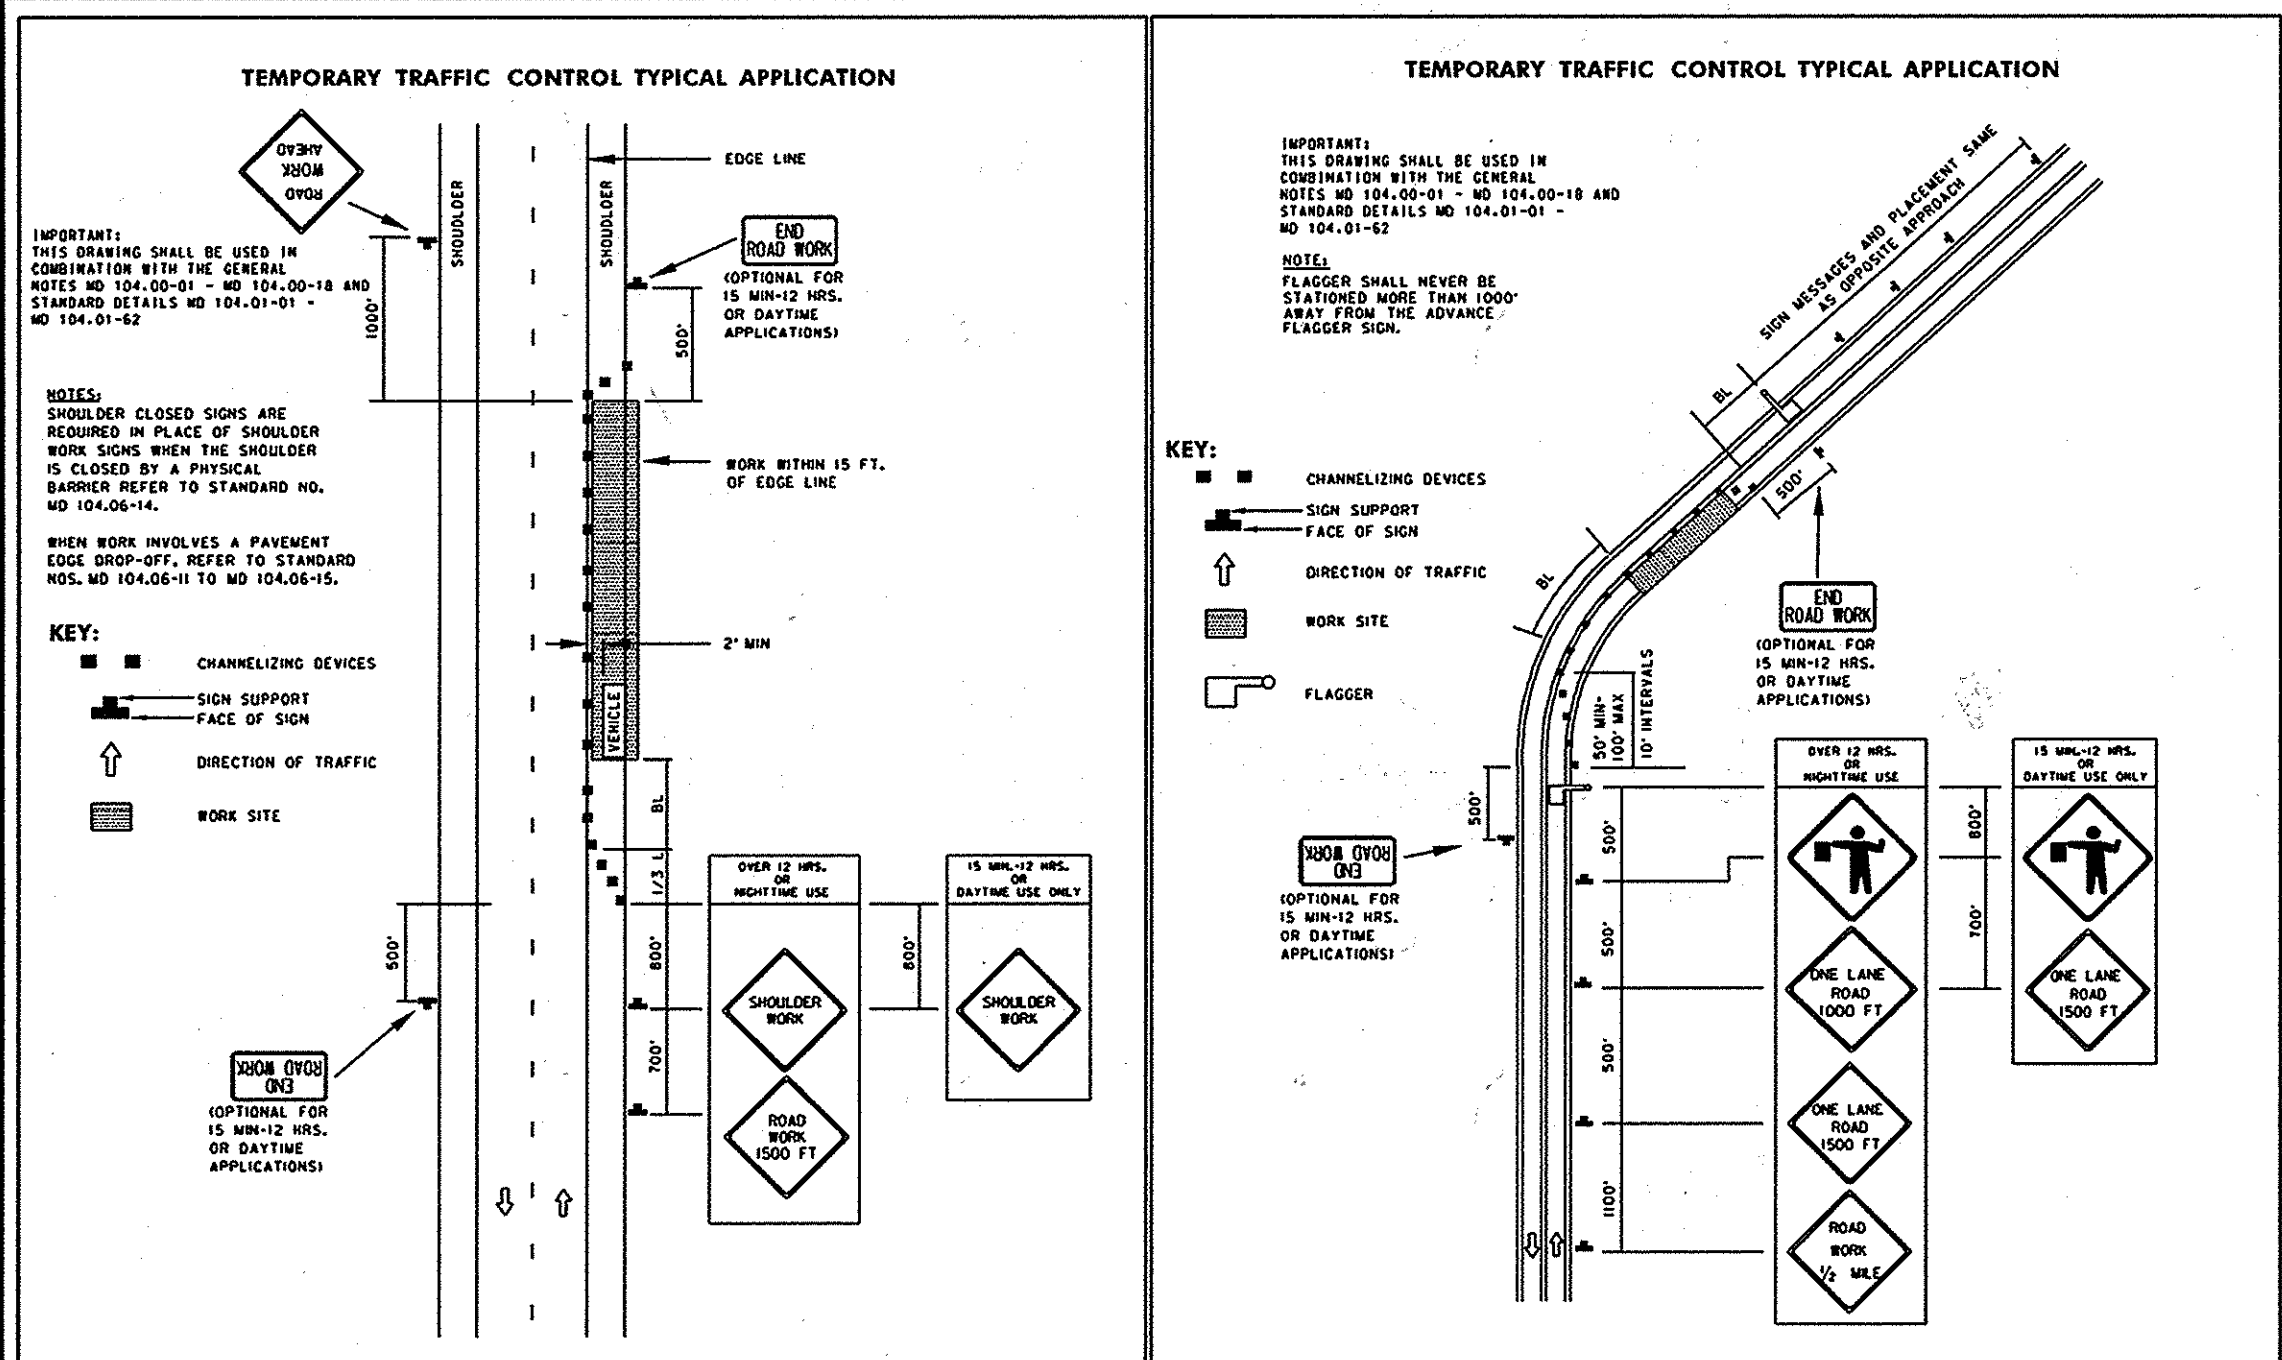 TEMPORARY TRAFFIC CONTROL TYPICAL APPLICATION
ROAD
WORK
AHEAD
SHOUDLDER
SHOUDLDER
EDGE LINE
IMPORTANT:
THIS DRAWING SHALL BE USED IN
COMBINATION WITH THE GENERAL
NOTES MD 104.00-01 - MD 104.00-18 AND
STANDARD DETAILS MD 104.01-01 -
MD 104.01-62
1000'
END
ROAD WORK
(OPTIONAL FOR
15 MIN-12 HRS.
OR DAYTIME
APPLICATIONS)
500'
NOTES:
SHOULDER CLOSED SIGNS ARE
REQUIRED IN PLACE OF SHOULDER
WORK SIGNS WHEN THE SHOULDER
IS CLOSED BY A PHYSICAL
BARRIER REFER TO STANDARD NO.
MD 104.06-14.
WHEN WORK INVOLVES A PAVEMENT
EDGE DROP-OFF, REFER TO STANDARD
NOS. MD 104.06-11 TO MD 104.06-15.
WORK WITHIN 15 FT.
OF EDGE LINE
2' MIN
VEHICLE
KEY:
CHANNELIZING DEVICES
SIGN SUPPORT
FACE OF SIGN
DIRECTION OF TRAFFIC
WORK SITE
BL
1/3 L
800'
700'
500'
END
ROAD WORK
(OPTIONAL FOR
15 MIN-12 HRS.
OR DAYTIME
APPLICATIONS)
OVER 12 HRS.
OR
NIGHTTIME USE
SHOULDER
WORK
ROAD
WORK
1500 FT
800'
15 MIN.-12 HRS.
OR
DAYTIME USE ONLY
SHOULDER
WORK
TEMPORARY TRAFFIC CONTROL TYPICAL APPLICATION
IMPORTANT:
THIS DRAWING SHALL BE USED IN
COMBINATION WITH THE GENERAL
NOTES MD 104.00-01 - MD 104.00-18 AND
STANDARD DETAILS MD 104.01-01 -
MD 104.01-62
NOTE:
FLAGGER SHALL NEVER BE
STATIONED MORE THAN 1000'
AWAY FROM THE ADVANCE
FLAGGER SIGN.
SIGN MESSAGES AND PLACEMENT SAME
AS OPPOSITE APPROACH
BL
BL
500'
KEY:
CHANNELIZING DEVICES
SIGN SUPPORT
FACE OF SIGN
DIRECTION OF TRAFFIC
WORK SITE
FLAGGER
END
ROAD WORK
(OPTIONAL FOR
15 MIN-12 HRS.
OR DAYTIME
APPLICATIONS)
50' MIN-
100' MAX
10' INTERVALS
500'
END
ROAD WORK
(OPTIONAL FOR
15 MIN-12 HRS.
OR DAYTIME
APPLICATIONS)
500'
500'
500'
1100'
OVER 12 HRS.
OR
NIGHTTIME USE
ONE LANE
ROAD
1000 FT
ONE LANE
ROAD
1500 FT
ROAD
WORK
1/2 MILE
800'
700'
15 MIN.-12 HRS.
OR
DAYTIME USE ONLY
ONE LANE
ROAD
1500 FT